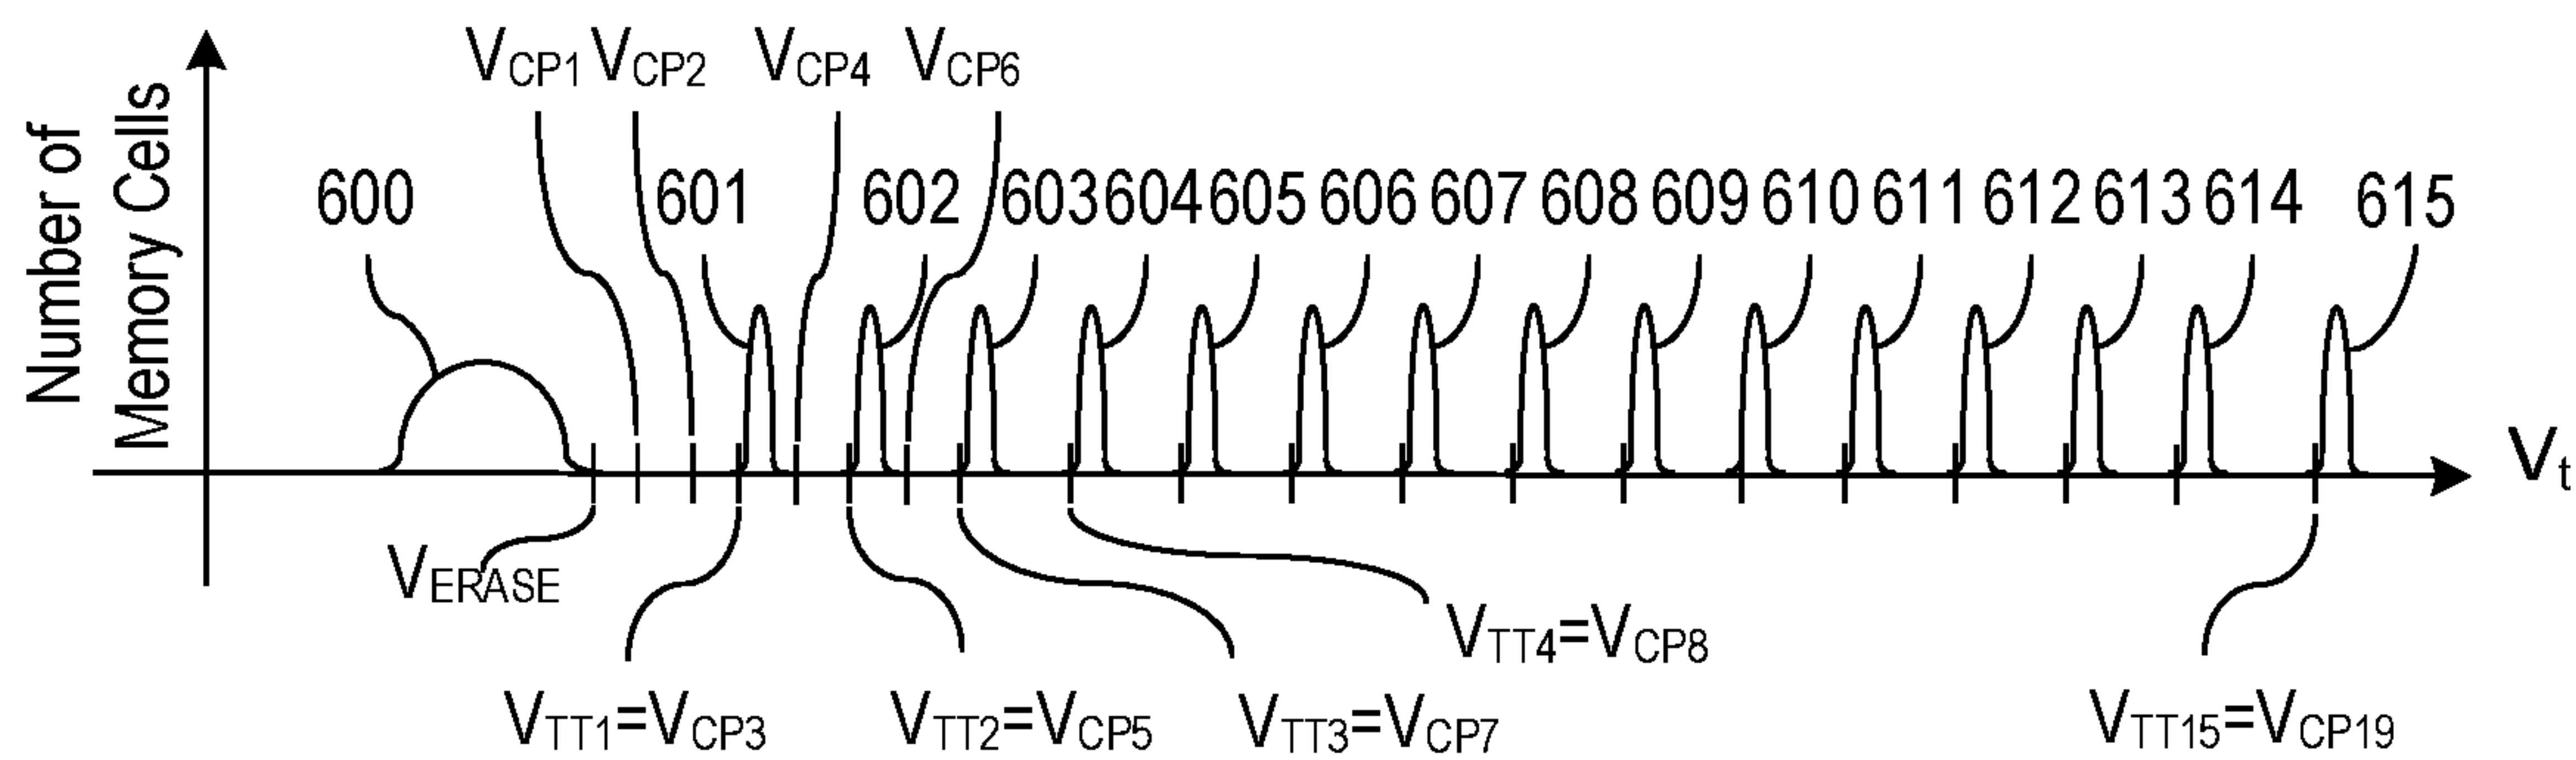 Number of
Memory Cells
VCP1 VCP2 VCP4 VCP6
600 601 602 603 604 605 606 607 608 609 610 611 612 613 614 615
Vt
VERASE
VTT4=VCP8
VTT1=VCP3 VTT2=VCP5 VTT3=VCP7 VTT15=VCP19